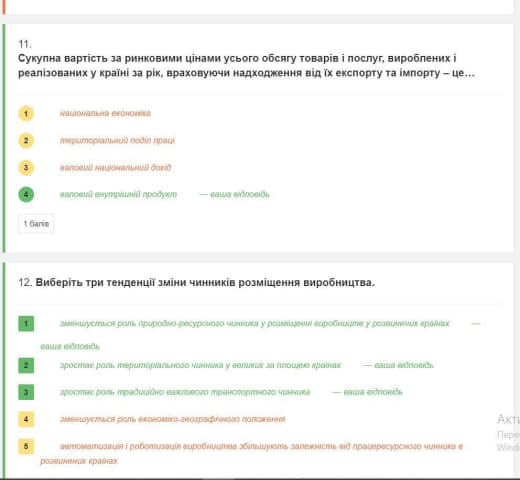 11.
Сукупна вартість за ринковими цінами усього обсягу товарів і послуг, вироблених і
реалізованих у країні за рік, враховуючи надходження від їх експорту та імпорту – це…
1 національна економіка
2 територіальний поділ праці
3 валовий національний дохід
4 валовий внутрішній продукт — ваша відповідь
1 балів
12. Виберіть три тенденції зміни чинників розміщення виробництва.
1 зменшується роль природно-ресурсного чинника у розміщенні виробництв у розвинених країнах —
ваша відповідь
2 зростає роль територіального чинника у великих за площею країнах — ваша відповідь
3 зростає роль традиційно важливого транспортного чинника — ваша відповідь
4 зменшується роль економіко-географічного положення
5 автоматизація і роботизація виробництва збільшують залежність від працересурсного чинника в
розвинених країнах